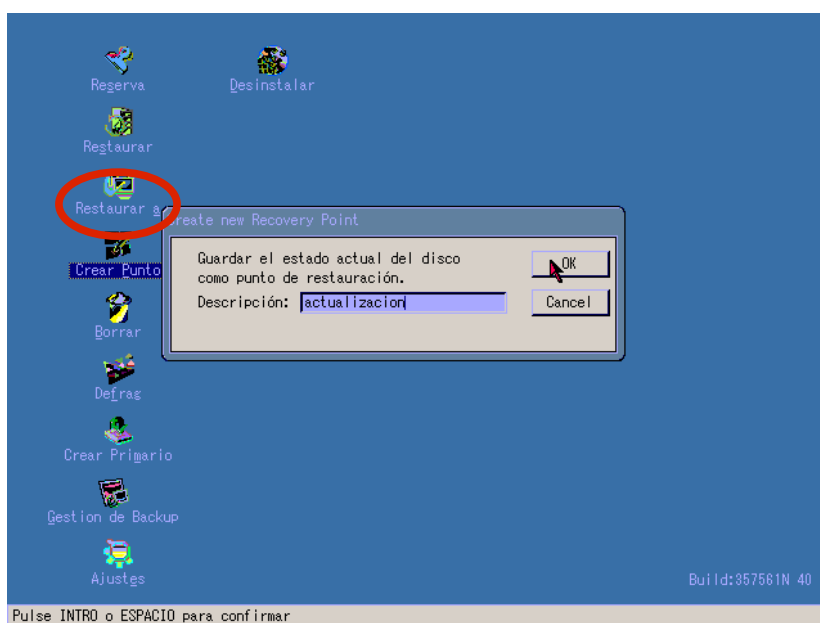 Reserva
Desinstalar
Restaurar
Restaurar a
Create new Recovery Point
Guardar el estado actual del disco
como punto de restauración.
OK
Crear Punto
Descripción: actualizacion
Cancel
Borrar
Defrag
Crear Primario
Gestion de Backup
Ajustes
Build:357561N 40
Pulse INTRO o ESPACIO para confirmar